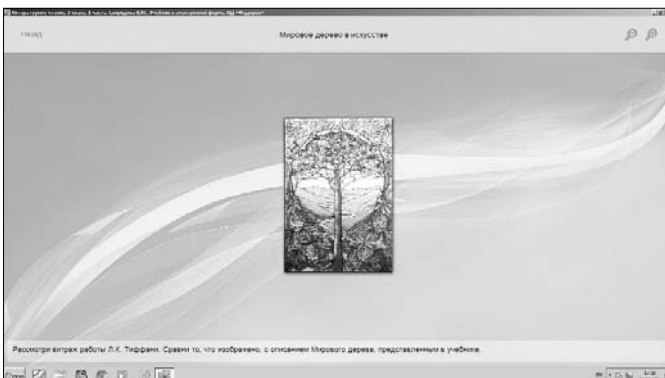 Назад
Мировое дерево в искусстве
Рассмотри витраж работы Л.К. Тиффани. Сравни то, что изображено, с описанием Мирового дерева, представленным в учебнике.